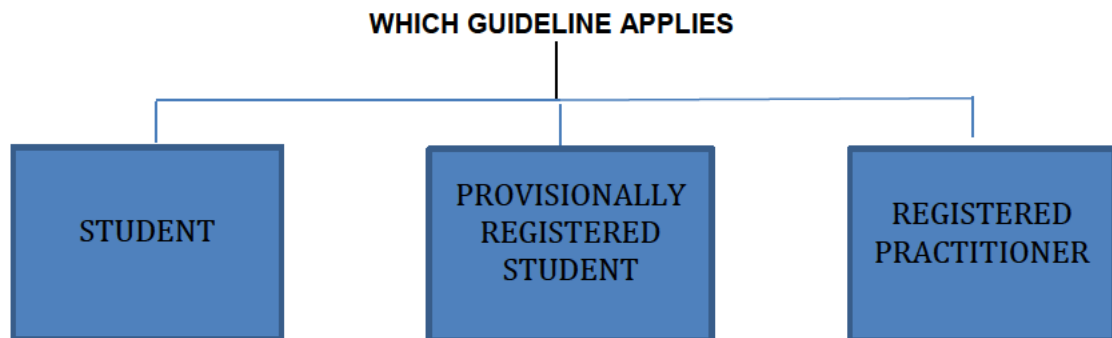 WHICH GUIDELINE APPLIES
STUDENT
PROVISIONALLY
REGISTERED
STUDENT
REGISTERED
PRACTITIONER